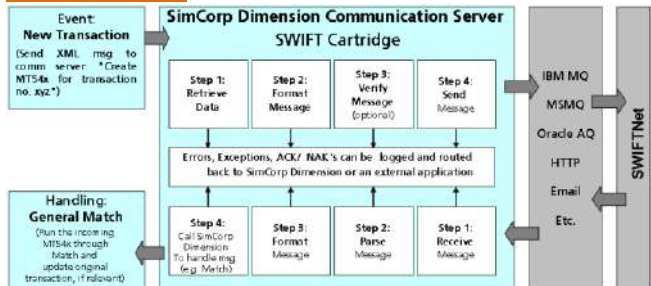 Event:
New Transaction
(Send XML msg to
comm server: "Create
MT54x for transaction
no. xyz")
SimCorp Dimension Communication Server
SWIFT Cartridge
Step 1:
Retrieve
Data
Step 2:
Format
Message
Step 3:
Verify
Message
(optional)
Step 4:
Send
Message
Errors, Exceptions, ACK/ NAK's can be logged and routed
back to SimCorp Dimension or an external application
Handling:
General Match
(Run the incoming
MT54x through
Match and
update original
transaction, if relevant)
Step 4:
Call SimCorp
Dimension
To handle msg
(e.g. Match)
Step 3:
Format
Message
Step 2:
Parse
Message
Step 1:
Receive
Message
IBM MQ
MSMQ
Oracle AQ
HTTP
Email
Etc.
SWIFTNet